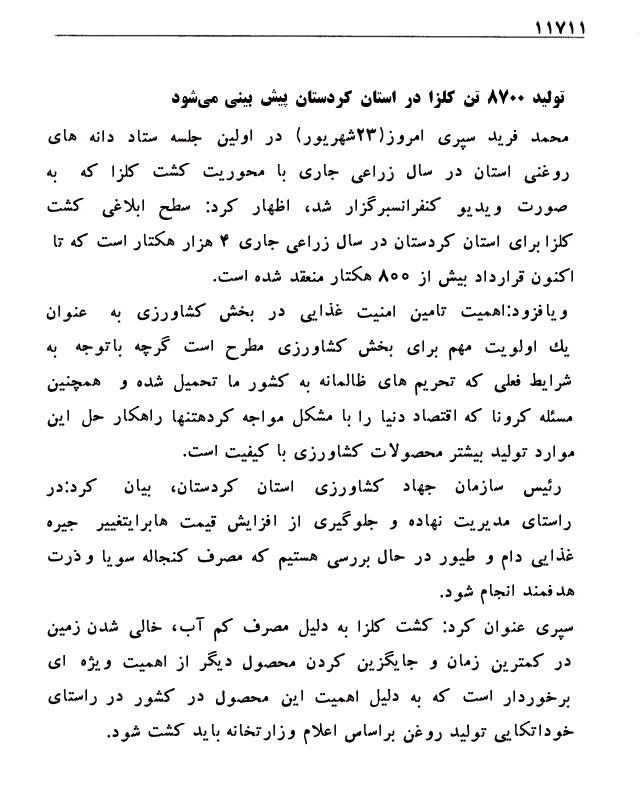 ۱۱۷۱۱
تولید ۸۷۰۰ تن کلزا در استان کردستان پیش بینی می‌شود
محمد فرید سپری امروز(۲۳شهریور) در اولین جلسه ستاد دانه های
روغنی استان در سال زراعی جاری با محوریت کشت کلزا که به
صورت ویدیو کنفرانسبرگزار شد، اظهار کرد: سطح ابلاغی کشت
کلزا برای استان کردستان در سال زراعی جاری ۴ هزار هکتار است که تا
اکنون قرارداد بیش از ۸۰۰ هکتار منعقد شده است.
ویافزود:اهمیت تامین امنیت غذایی در بخش کشاورزی به عنوان
یك اولویت مهم برای بخش کشاورزی مطرح است گرچه باتوجه به
شرایط فعلی که تحریم های ظالمانه به کشور ما تحمیل شده و همچنین
مسئله کرونا که اقتصاد دنیا را با مشکل مواجه کردهتنها راهکار حل این
موارد تولید بیشتر محصولات کشاورزی با کیفیت است.
رئیس سازمان جهاد کشاورزی استان کردستان، بیان کرد:در
راستای مدیریت نهاده و جلوگیری از افزایش قیمت هابرایتغییر جیره
غذایی دام و طیور در حال بررسی هستیم که مصرف کنجاله سویا و ذرت
هدفمند انجام شود.
سپری عنوان کرد: کشت کلزا به دلیل مصرف کم آب، خالی شدن زمین
در کمترین زمان و جایگزین کردن محصول دیگر از اهمیت ویژه ای
برخوردار است که به دلیل اهمیت این محصول در کشور در راستای
خوداتکایی تولید روغن براساس اعلام وزارتخانه باید کشت شود.